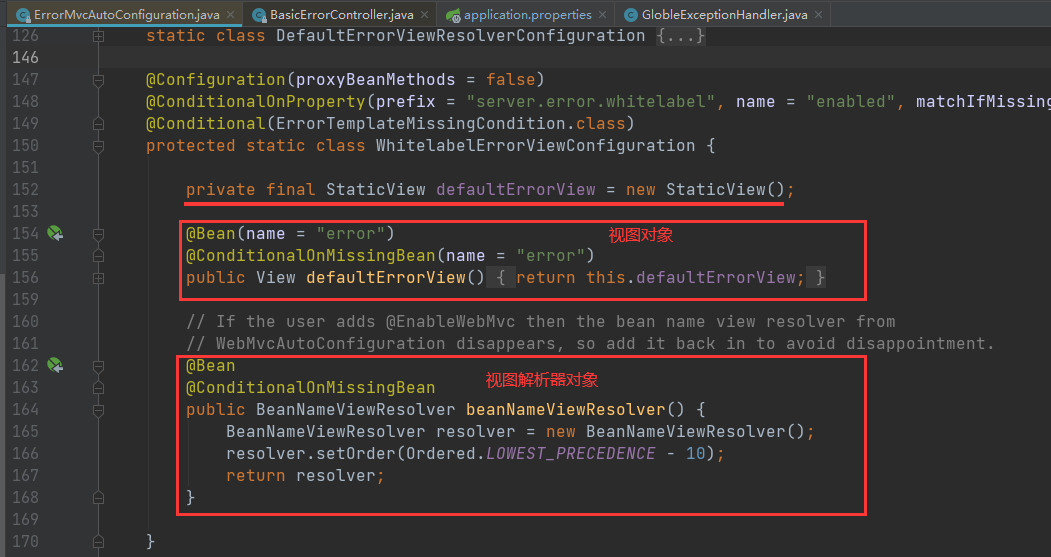 ErrorMvcAutoConfiguration.java × BasicErrorController.java × application.properties × GlobleExceptionHandler.java ×
126 static class DefaultErrorViewResolverConfiguration {...}
146
147 @Configuration(proxyBeanMethods = false)
148 @ConditionalOnProperty(prefix = "server.error.whitelabel", name = "enabled", matchIfMissing
149 @Conditional(ErrorTemplateMissingCondition.class)
150 protected static class WhitelabelErrorViewConfiguration {
151
152 private final StaticView defaultErrorView = new StaticView();
153
154 @Bean(name = "error") 视图对象
155 @ConditionalOnMissingBean(name = "error")
156 public View defaultErrorView() { return this.defaultErrorView; }
159
160 // If the user adds @EnableWebMvc then the bean name view resolver from
161 // WebMvcAutoConfiguration disappears, so add it back in to avoid disappointment.
162 @Bean
163 @ConditionalOnMissingBean 视图解析器对象
164 public BeanNameViewResolver beanNameViewResolver() {
165 BeanNameViewResolver resolver = new BeanNameViewResolver();
166 resolver.setOrder(Ordered.LOWEST_PRECEDENCE - 10);
167 return resolver;
168 }
169
170 }